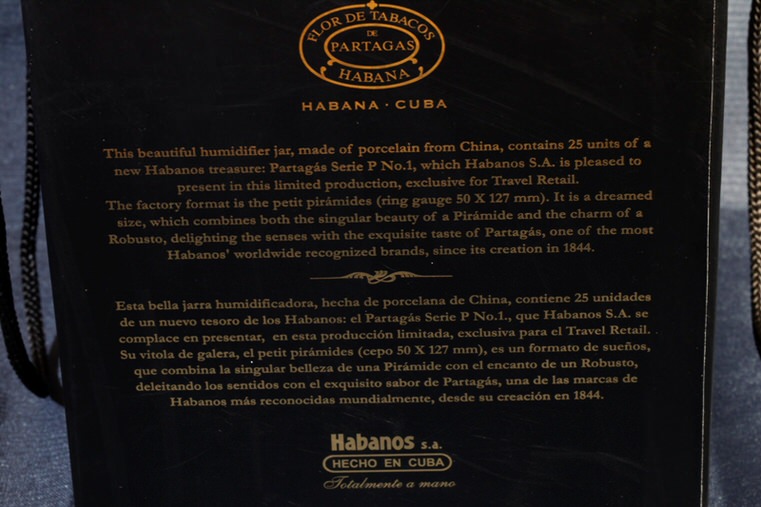 FLOR DE TABACOS
DE
PARTAGAS
HABANA
HABANA · CUBA
This beautiful humidifier jar, made of porcelain from China, contains 25 units of a
new Habanos treasure: Partagás Serie P No.1, which Habanos S.A. is pleased to
present in this limited production, exclusive for Travel Retail.
The factory format is the petit pirámides (ring gauge 50 X 127 mm). It is a dreamed
size, which combines both the singular beauty of a Pirámide and the charm of a
Robusto, delighting the senses with the exquisite taste of Partagás, one of the most
Habanos' worldwide recognized brands, since its creation in 1844.
Esta bella jarra humidificadora, hecha de porcelana de China, contiene 25 unidades
de un nuevo tesoro de los Habanos: el Partagás Serie P No.1., que Habanos S.A. se
complace en presentar, en esta producción limitada, exclusiva para el Travel Retail.
Su vitola de galera, el petit pirámides (cepo 50 X 127 mm), es un formato de sueños,
que combina la singular belleza de una Pirámide con el encanto de un Robusto,
deleitando los sentidos con el exquisito sabor de Partagás, una de las marcas de
Habanos más reconocidas mundialmente, desde su creación en 1844.
Habanos s.a.
HECHO EN CUBA
Totalmente a mano